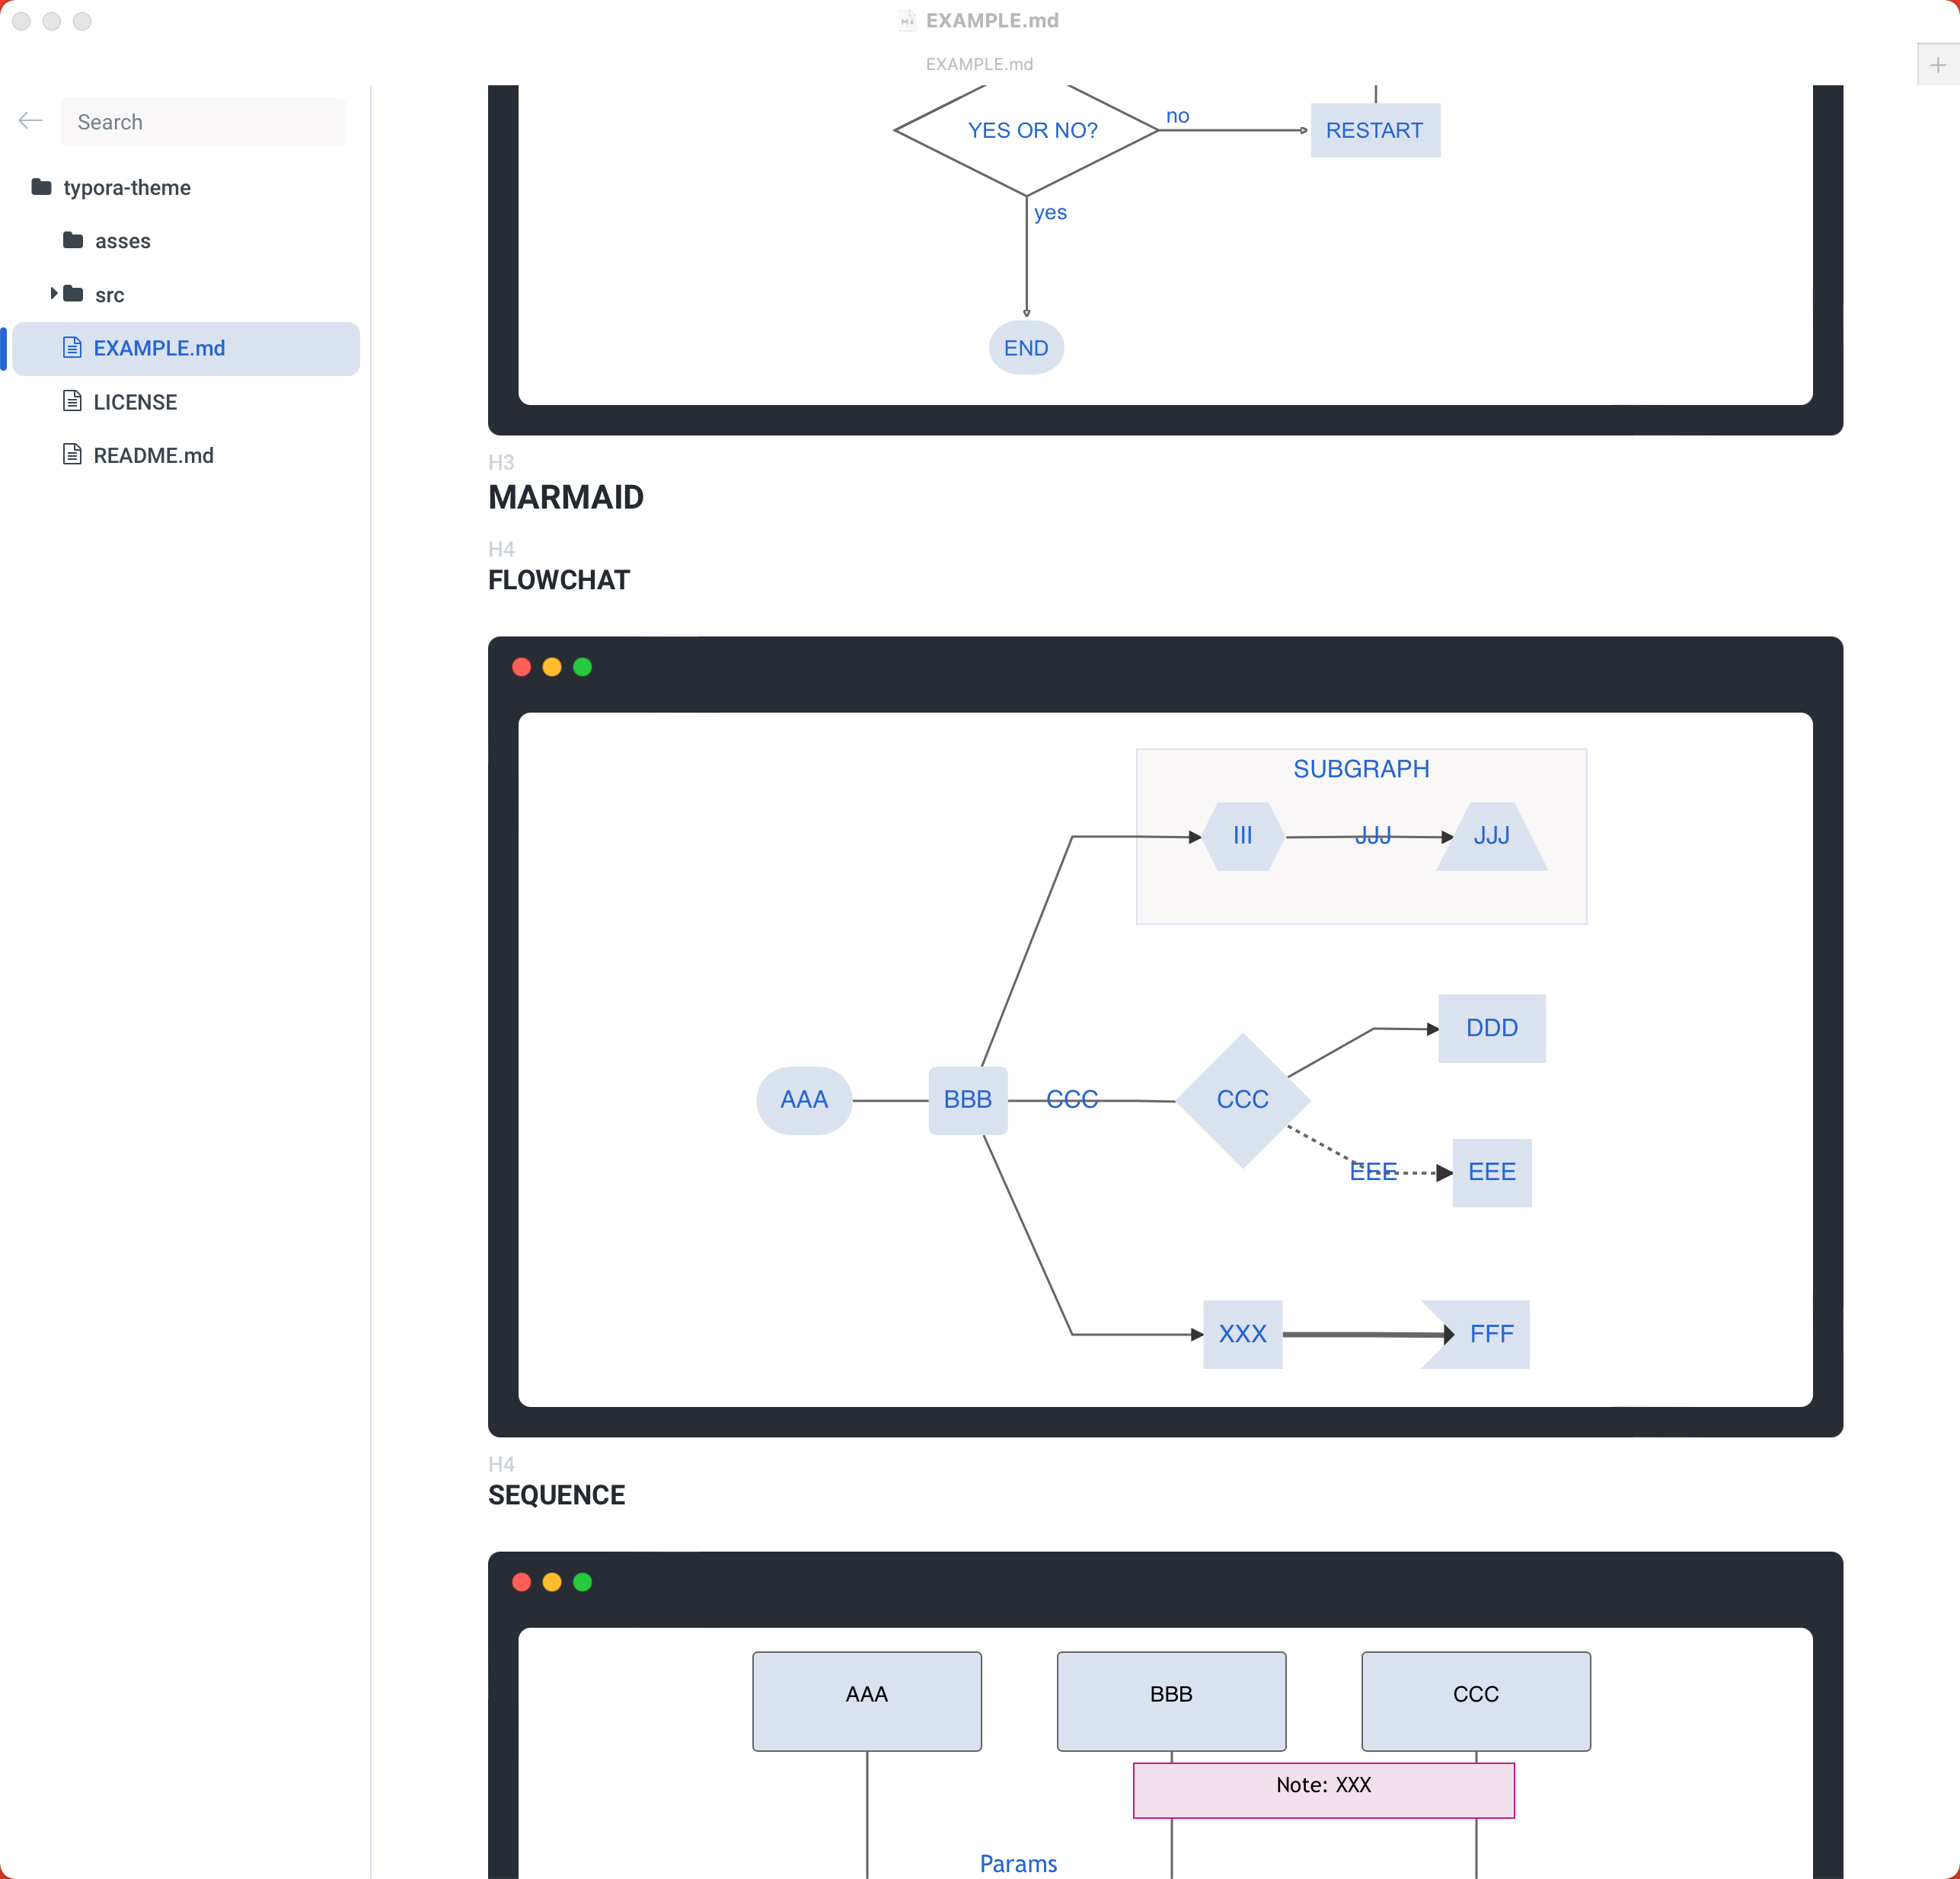 EXAMPLE.md
EXAMPLE.md
Search
typora-theme
asses
src
EXAMPLE.md
LICENSE
README.md
YES OR NO?
no
RESTART
yes
END
H3
MARMAID
H4
FLOWCHAT
SUBGRAPH
III
JJJ
JJJ
DDD
AAA
BBB
CCC
CCC
EEE
EEE
XXX
FFF
H4
SEQUENCE
AAA
BBB
CCC
Note: XXX
Params